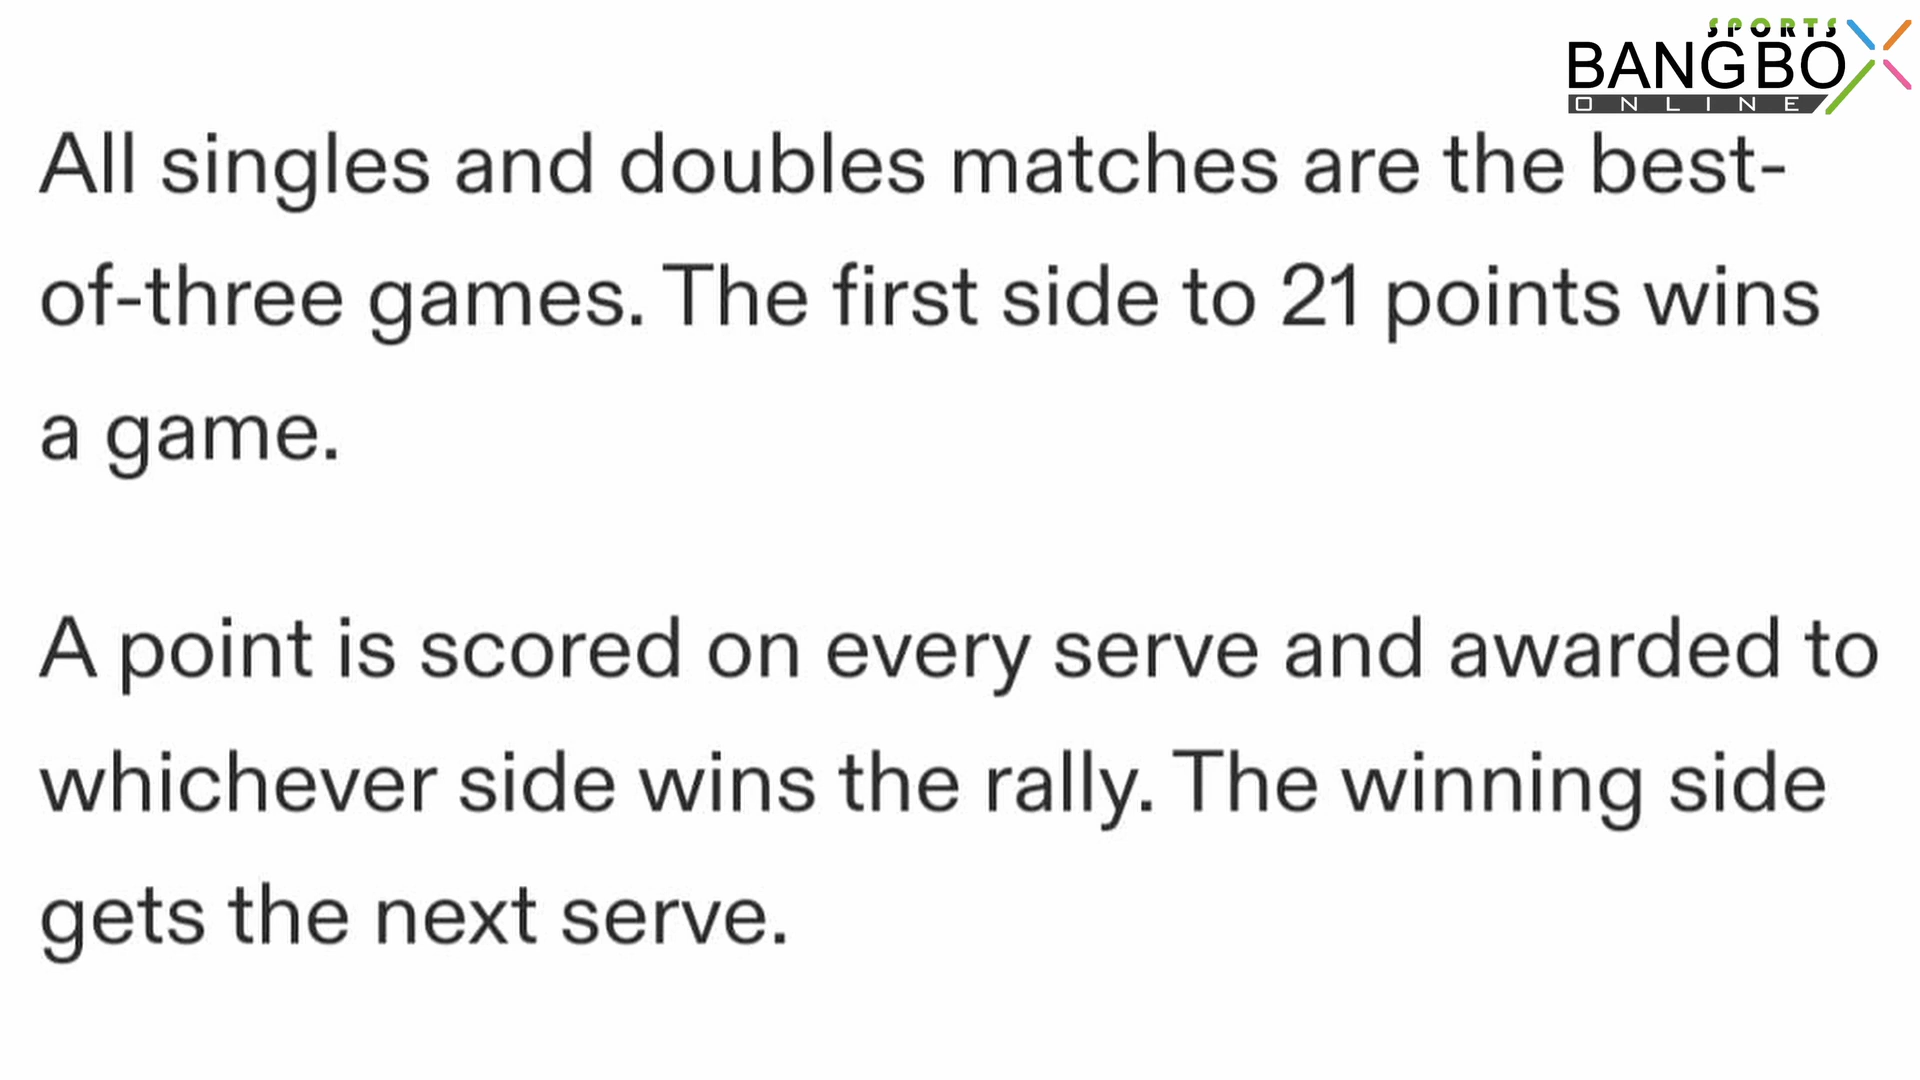 SPORTS
BANGBOX
ONLINE
All singles and doubles matches are the best-
of-three games. The first side to 21 points wins
a game.
A point is scored on every serve and awarded to
whichever side wins the rally. The winning side
gets the next serve.